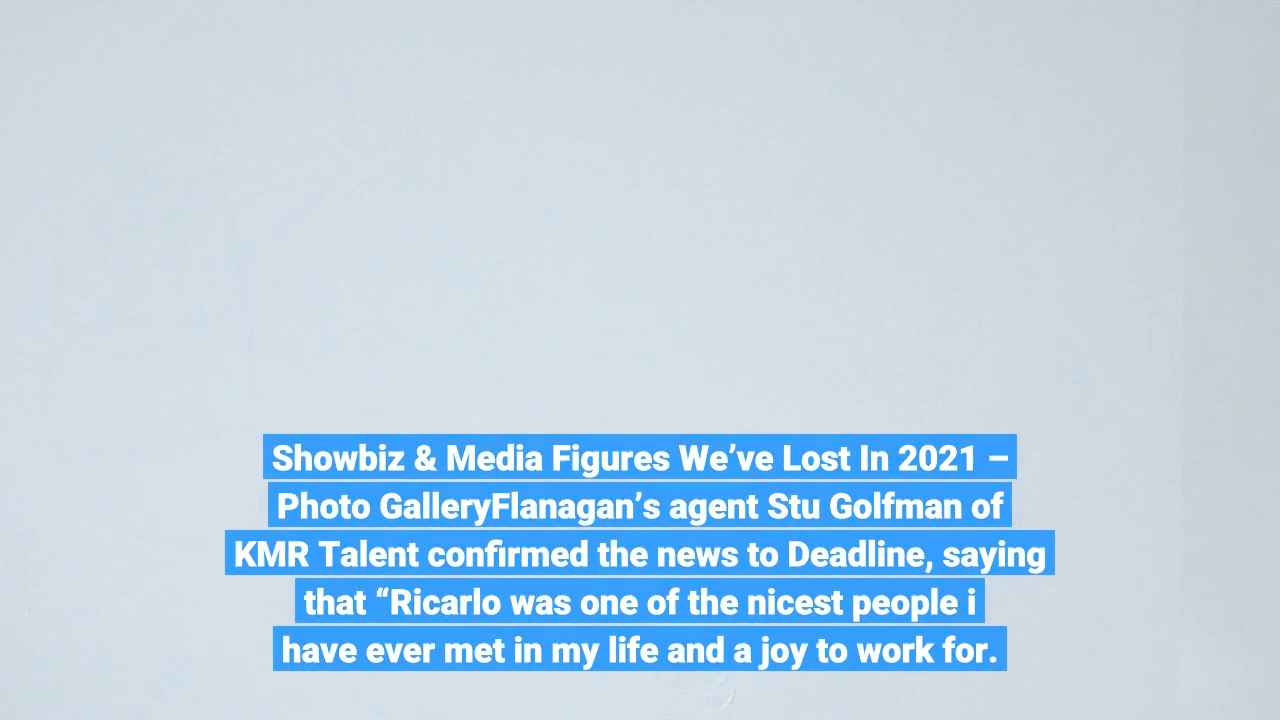 Showbiz & Media Figures We’ve Lost In 2021 –
Photo GalleryFlanagan’s agent Stu Golfman of
KMR Talent confirmed the news to Deadline, saying
that “Ricarlo was one of the nicest people i
have ever met in my life and a joy to work for.